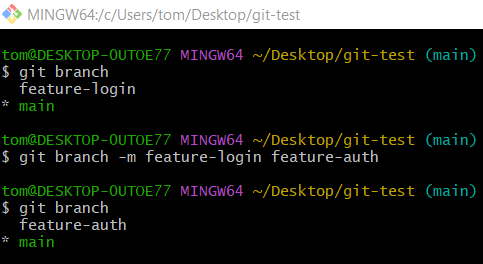 MINGW64:/c/Users/tom/Desktop/git-test
tom@DESKTOP-OUTOE77 MINGW64 ~/Desktop/git-test (main)
$ git branch
  feature-login
* main
tom@DESKTOP-OUTOE77 MINGW64 ~/Desktop/git-test (main)
$ git branch -m feature-login feature-auth
tom@DESKTOP-OUTOE77 MINGW64 ~/Desktop/git-test (main)
$ git branch
  feature-auth
* main